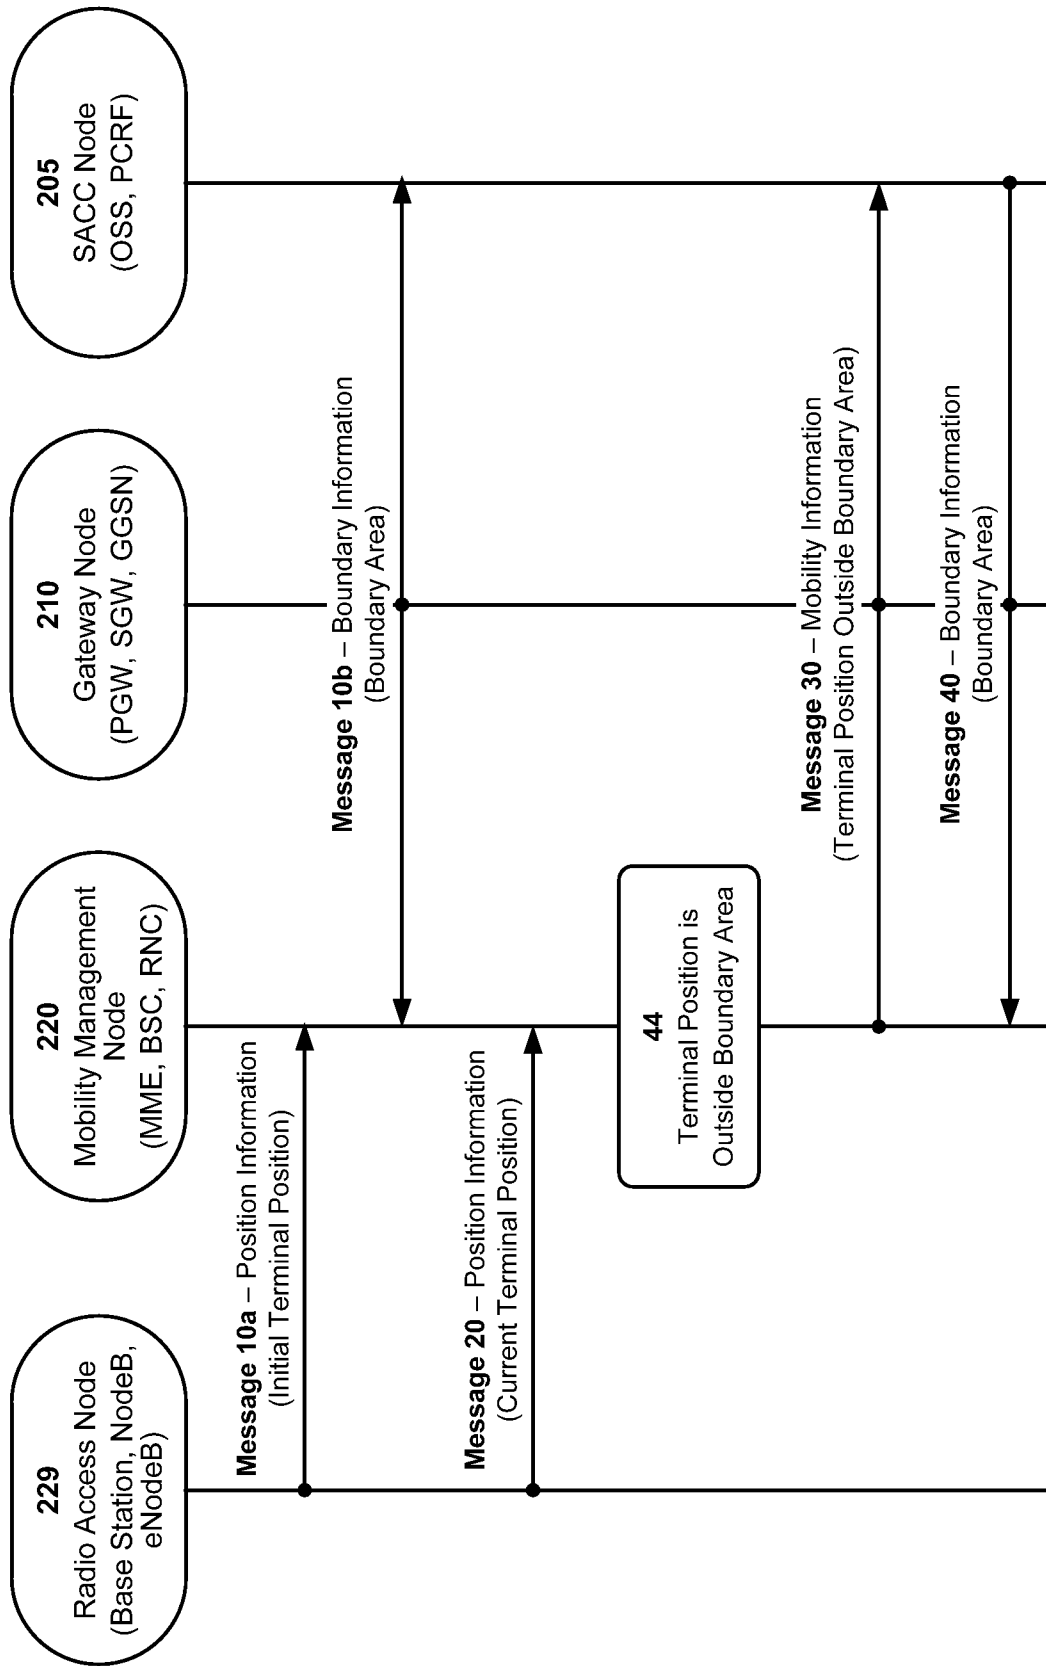 229
Radio Access Node
(Base Station, NodeB,
eNodeB)
220
Mobility Management
Node
(MME, BSC, RNC)
210
Gateway Node
(PGW, SGW, GGSN)
205
SACC Node
(OSS, PCRF)
Message 10a – Position Information
(Initial Terminal Position)
Message 10b – Boundary Information
(Boundary Area)
Message 20 – Position Information
(Current Terminal Position)
44
Terminal Position is
Outside Boundary Area
Message 30 – Mobility Information
(Terminal Position Outside Boundary Area)
Message 40 – Boundary Information
(Boundary Area)